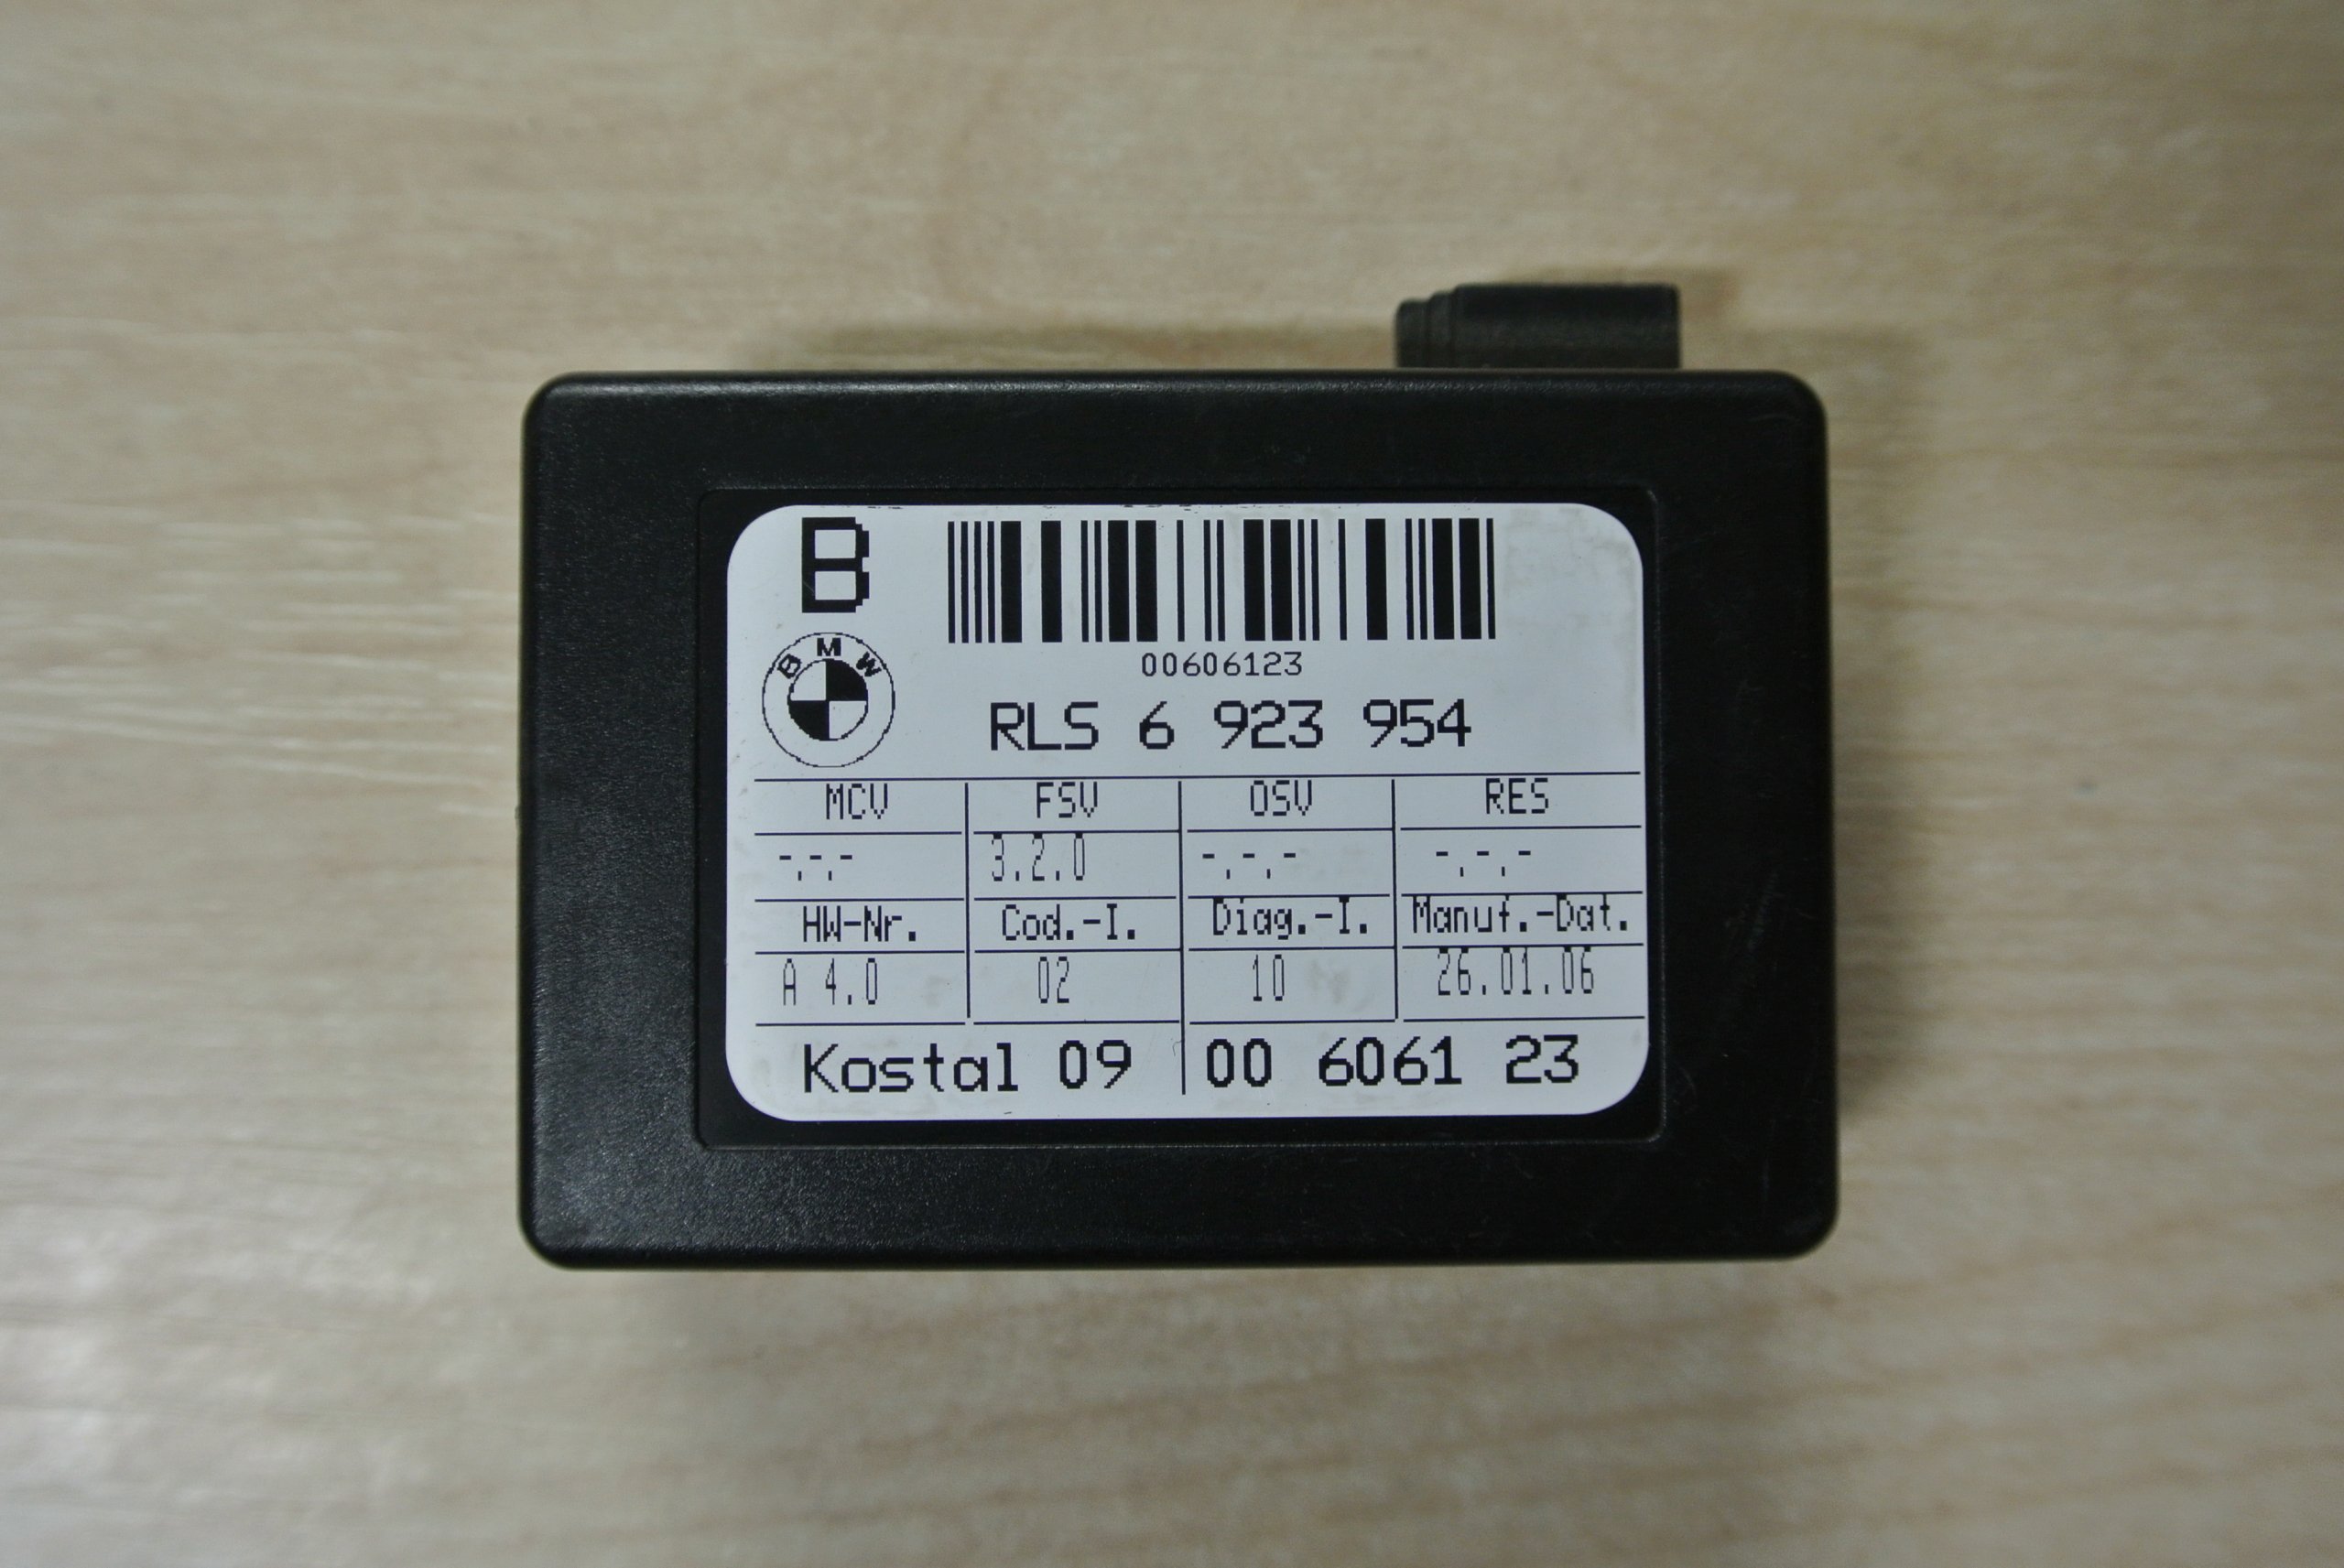 B
BMW
00606123
RLS 6 923 954
MCV FSV OSV RES
-.-.- 3.2.0 -.-.- -.-.-
HW-Nr. Cod.-I. Diag.-I. Manuf.-Dat.
A 4.0 02 10 26.01.06
Kostal 09 00 6061 23